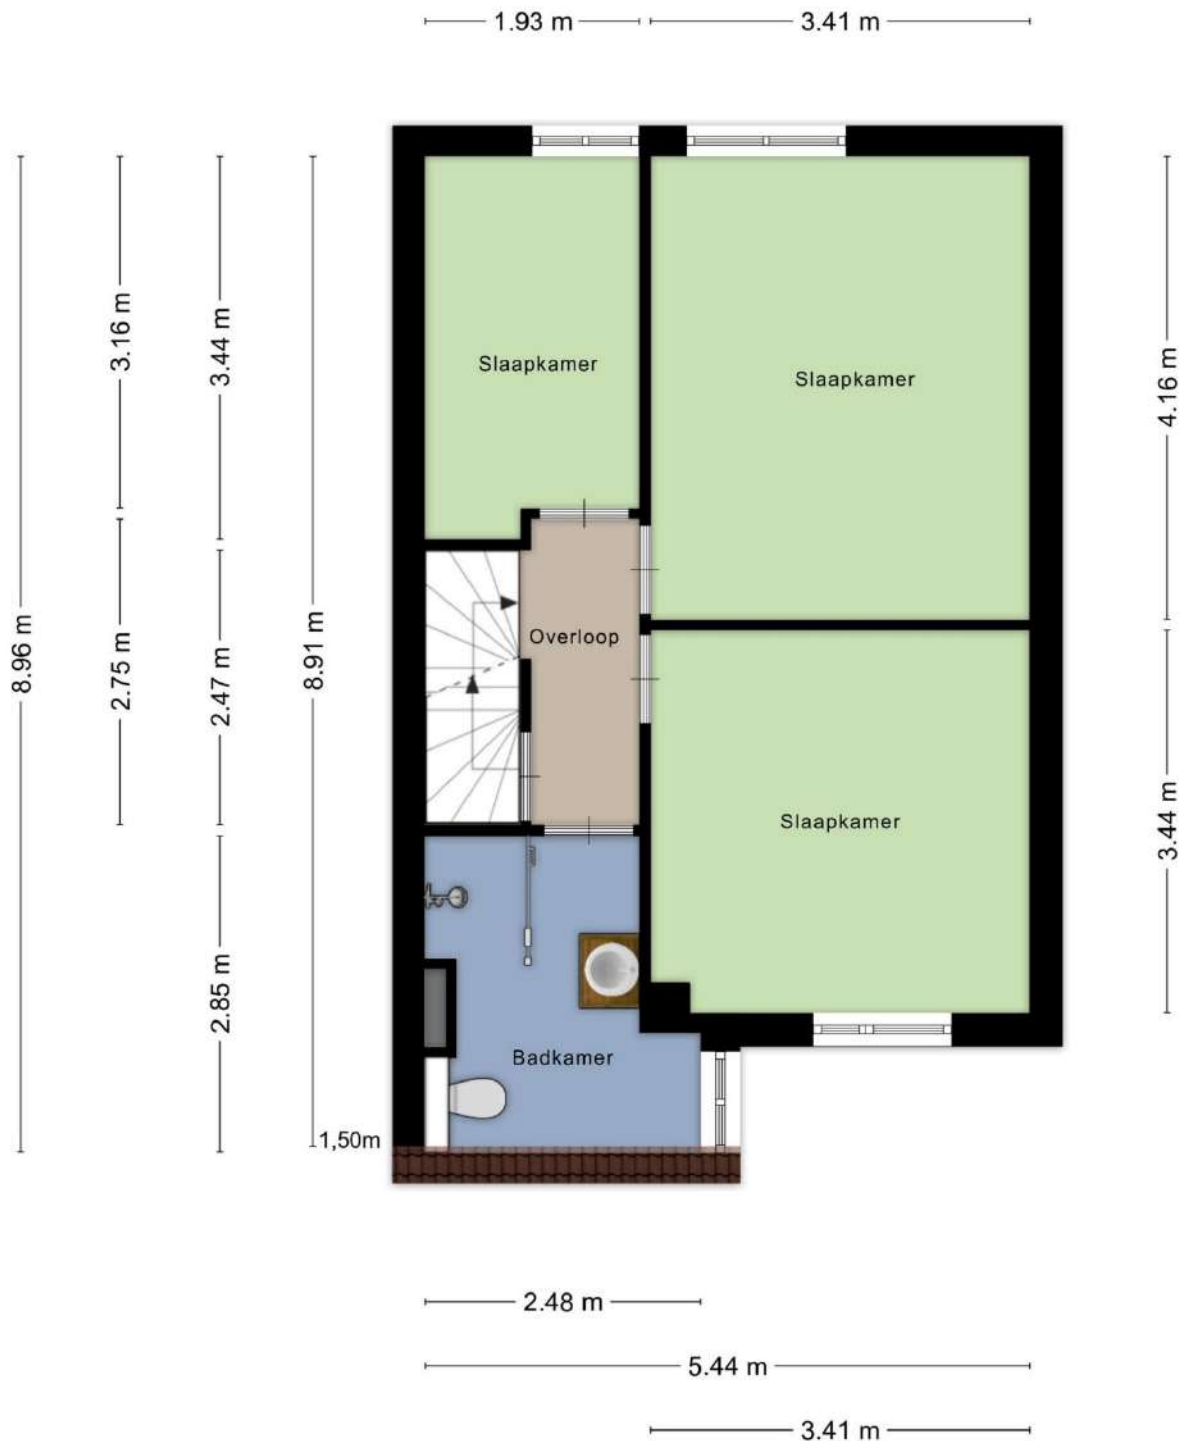 1.93 m
3.41 m
Slaapkamer
Slaapkamer
3.16 m
3.44 m
4.16 m
8.96 m
2.75 m
2.47 m
8.91 m
Overloop
Slaapkamer
3.44 m
2.85 m
Badkamer
1,50m
2.48 m
5.44 m
3.41 m